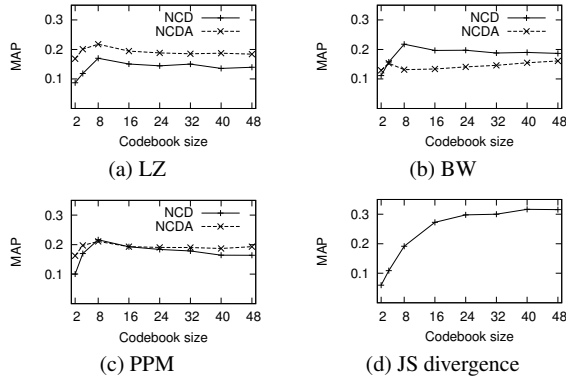 NCD
NCDA
MAP
0.3
0.2
0.1
2 8 16 24 32 40 48
Codebook size
(a) LZ
NCD
NCDA
MAP
0.3
0.2
0.1
2 8 16 24 32 40 48
Codebook size
(b) BW
NCD
NCDA
MAP
0.3
0.2
0.1
2 8 16 24 32 40 48
Codebook size
(c) PPM
MAP
0.3
0.2
0.1
2 8 16 24 32 40 48
Codebook size
(d) JS divergence